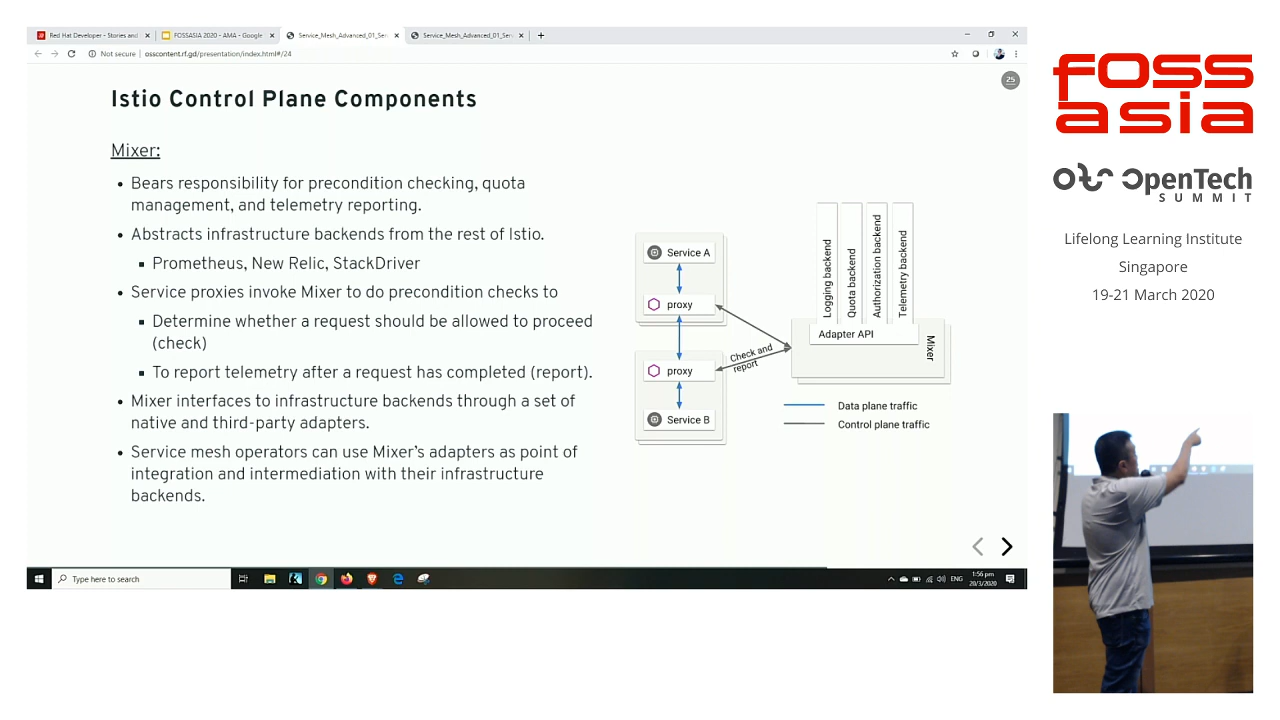 Red Hat Developer - Stories and
FOSSASIA 2020 - AMA - Google
Service_Mesh_Advanced_01_Ser
Service_Mesh_Advanced_01_Ser
Not secure | osscontent.rf.gd/presentation/index.html#/24
25
Istio Control Plane Components
Mixer:
• Bears responsibility for precondition checking, quota
management, and telemetry reporting.
• Abstracts infrastructure backends from the rest of Istio.
▪ Prometheus, New Relic, StackDriver
• Service proxies invoke Mixer to do precondition checks to
▪ Determine whether a request should be allowed to proceed
(check)
▪ To report telemetry after a request has completed (report).
• Mixer interfaces to infrastructure backends through a set of
native and third-party adapters.
• Service mesh operators can use Mixer's adapters as point of
integration and intermediation with their infrastructure
backends.
Service A
proxy
proxy
Service B
Check and
report
Logging backend
Quota backend
Authorization backend
Telemetry backend
Adapter API
Mixer
Data plane traffic
Control plane traffic
Type here to search
ENG
1:56 pm
20/3/2020
FOSS
asia
OpenTech
SUMMIT
Lifelong Learning Institute
Singapore
19-21 March 2020